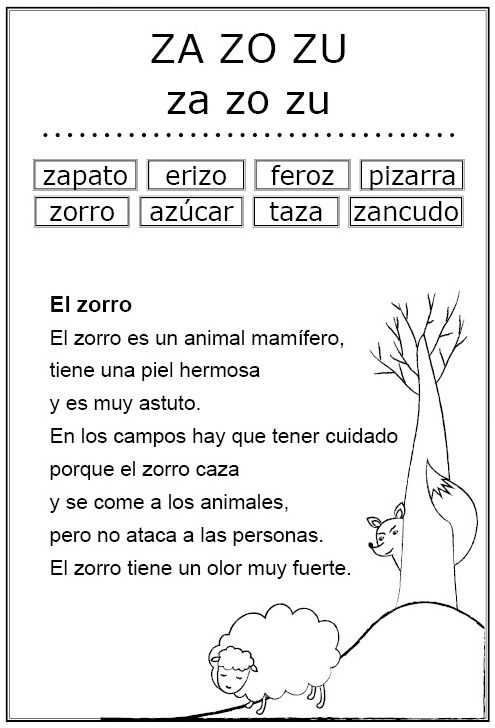 ZA ZO ZU
za zo zu
zapato erizo feroz pizarra
zorro azúcar taza zancudo
El zorro
El zorro es un animal mamífero,
tiene una piel hermosa
y es muy astuto.
En los campos hay que tener cuidado
porque el zorro caza
y se come a los animales,
pero no ataca a las personas.
El zorro tiene un olor muy fuerte.